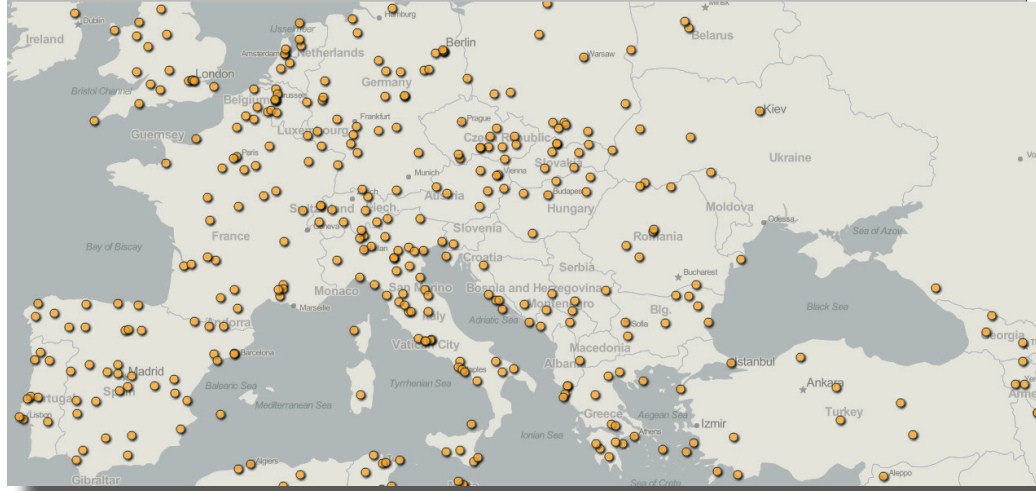 Dublin
Hamburg
Minsk
Ireland
IJsselmeer
Amsterdam
Netherlands
Berlin
Belarus
Warsaw
London
Germany
Bristol Channel
Belgium
Brussels
Kiev
Guernsey
Luxembourg
Frankfurt
Prague
Czech Republic
Paris
Ukraine
Slovakia
Munich
Vienna
Austria
Budapest
Switzerland
Liech.
Hungary
Moldova
Geneva
Odessa
France
Slovenia
Romania
Sea of Azov
Bay of Biscay
Croatia
Serbia
Bucharest
Monaco
San Marino
Bosnia and Herzegovina
Montenegro
Marseille
Italy
Adriatic Sea
Blg.
Black Sea
Andorra
Sofia
Georgia
Vatican City
Macedonia
Barcelona
Albania
Istanbul
Madrid
Naples
Balearic Sea
Tyrrhenian Sea
Ankara
Spain
Portugal
Mediterranean Sea
Lisbon
Greece
Aegean Sea
Turkey
Izmir
Ionian Sea
Athens
Algiers
Aleppo
Gibraltar
Sea of Crete